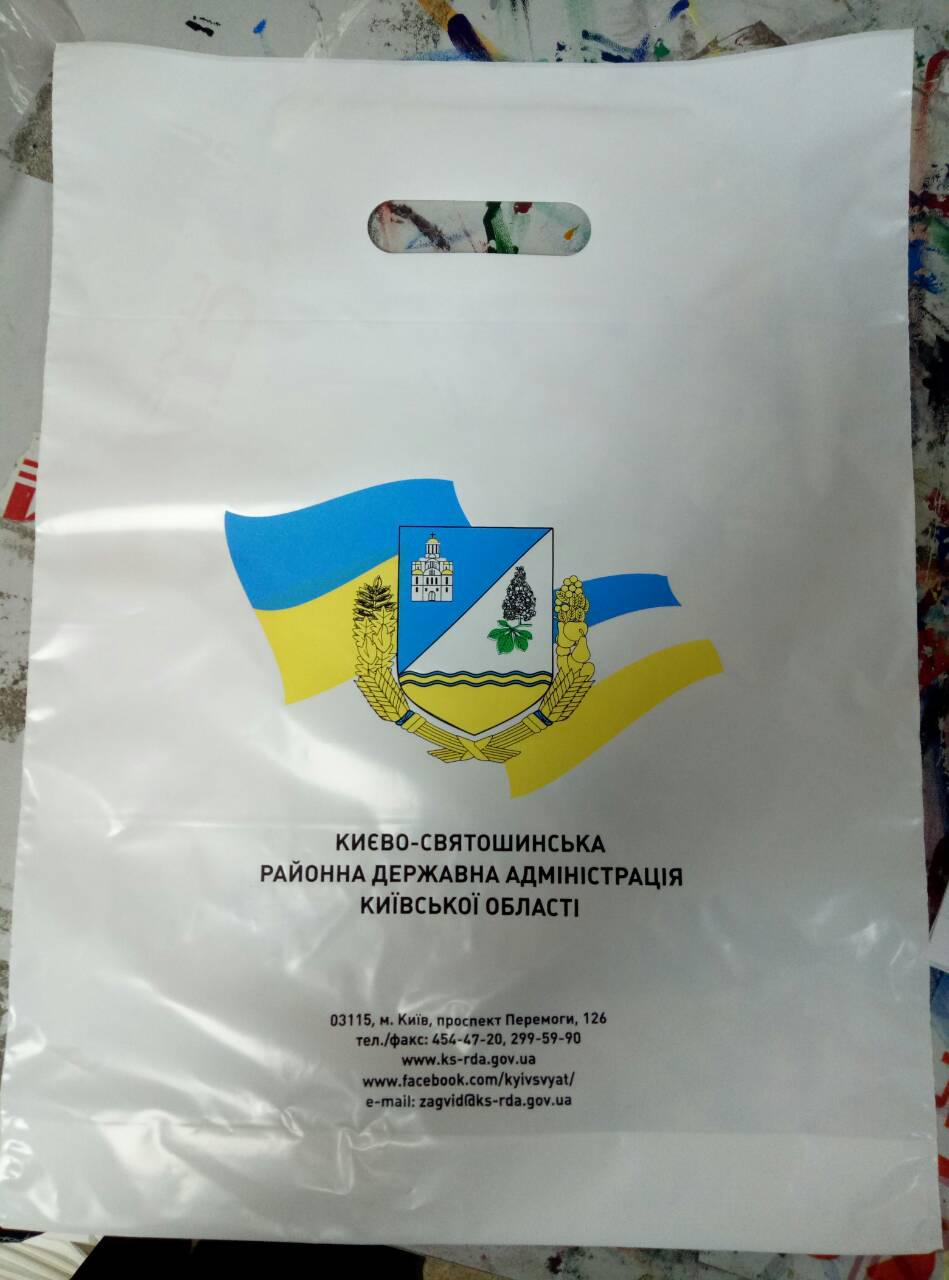 КИЄВО-СВЯТОШИНСЬКА
РАЙОННА ДЕРЖАВНА АДМІНІСТРАЦІЯ
КИЇВСЬКОЇ ОБЛАСТІ
03115, м. Київ, проспект Перемоги, 126
тел./факс: 454-47-20, 299-59-90
www.ks-rda.gov.ua
www.facebook.com/kyivsvyat/
e-mail: zagvid@ks-rda.gov.ua